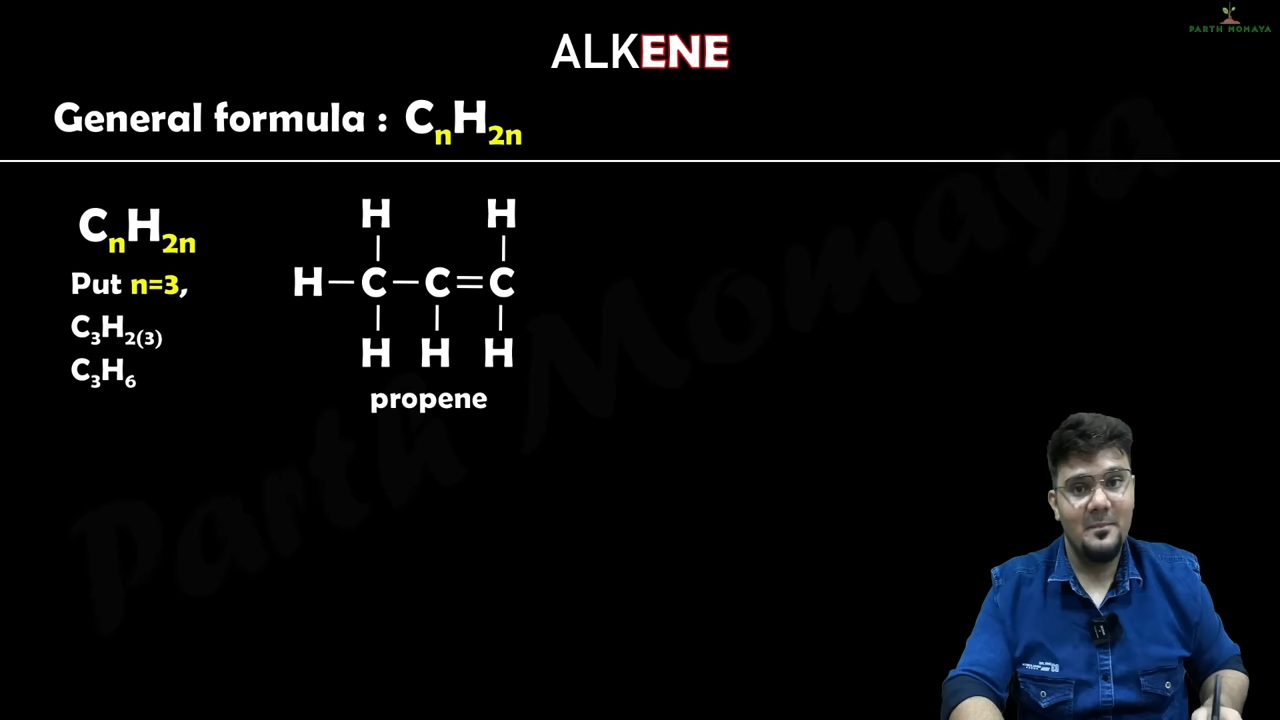 PARTH MOMAYA
ALKENE
General formula : CₙH₂ₙ
CₙH₂ₙ
Put n=3,
C₃H₂₍₃₎
C₃H₆
H H
H–C–C=C
H H H
propene
Parth Momaya